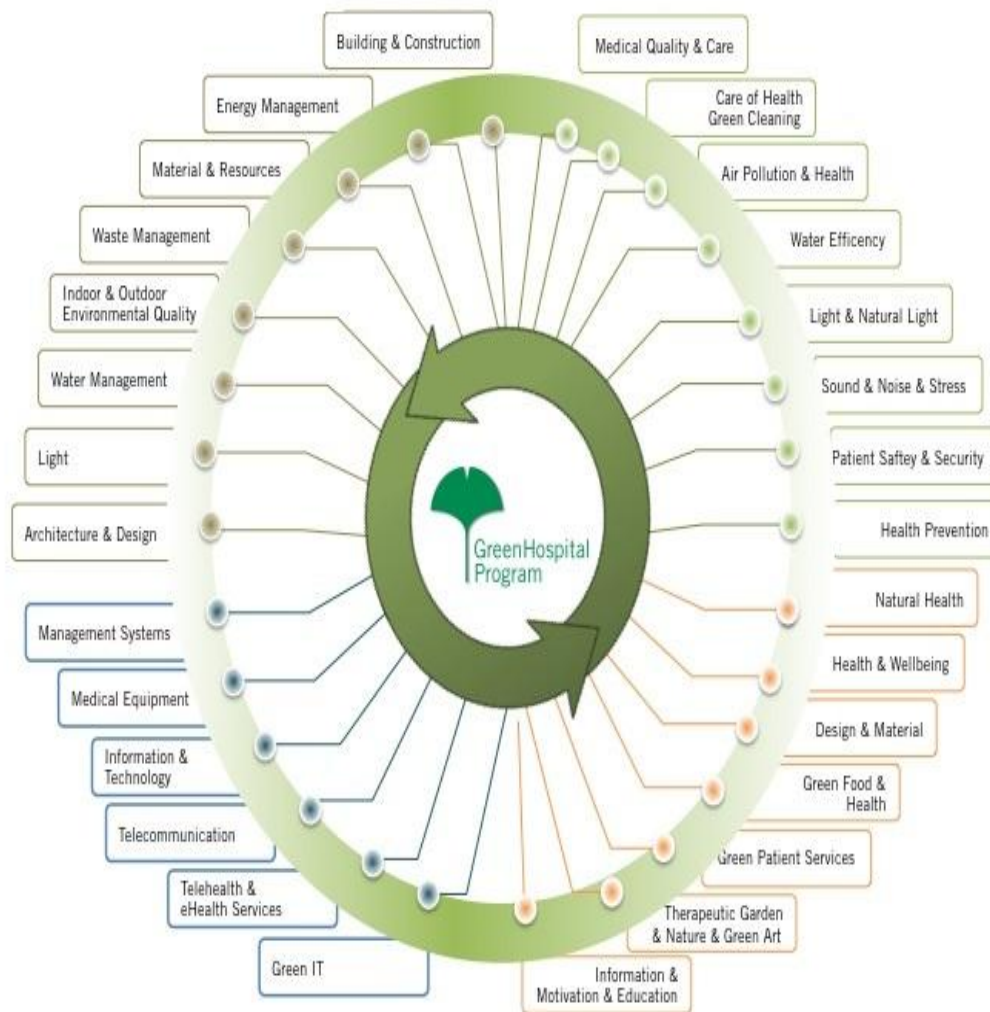 Building & Construction
Medical Quality & Care
Energy Management
Care of Health
Green Cleaning
Material & Resources
Air Pollution & Health
Waste Management
Water Efficency
Indoor & Outdoor
Environmental Quality
Light & Natural Light
Water Management
Sound & Noise & Stress
Light
Patient Saftey & Security
Architecture & Design
Health Prevention
GreenHospital
Program
Natural Health
Management Systems
Health & Wellbeing
Medical Equipment
Design & Material
Information &
Technology
Green Food &
Health
Telecommunication
Green Patient Services
Telehealth &
eHealth Services
Therapeutic Garden
& Nature & Green Art
Green IT
Information &
Motivation & Education